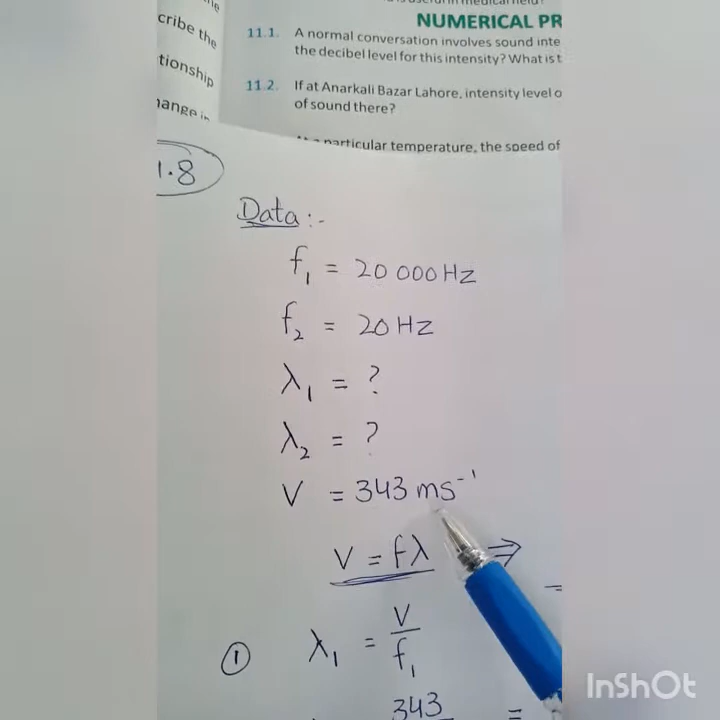 cribe the
tionship
NUMERICAL PR
11.1. A normal conversation involves sound inte
the decibel level for this intensity? What is t
11.2. If at Anarkali Bazar Lahore, intensity level o
of sound there?
particular temperature, the speed of
1.8
Data :-
f₁ = 20 000 Hz
f₂ = 20 Hz
λ₁ = ?
λ₂ = ?
V = 343 ms⁻¹
V = fλ ⇒
=
① λ₁ = V/f₁
343 =
InShOt